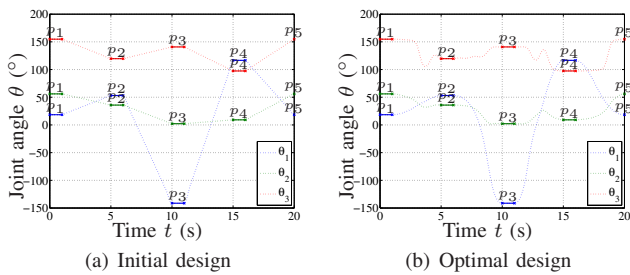 200
150
100
50
0
−50
−100
−150
0 5 10 15 20
Joint angle θ (°)
Time t (s)
p1 p2 p3 p4 p5
p1 p2 p3 p4 p5
p1 p2 p3 p4 p5
θ1
θ2
θ3
(a) Initial design
200
150
100
50
0
−50
−100
−150
0 5 10 15 20
Joint angle θ (°)
Time t (s)
p1 p2 p3 p4 p5
p1 p2 p3 p4 p5
p1 p2 p3 p4 p5
θ1
θ2
θ3
(b) Optimal design